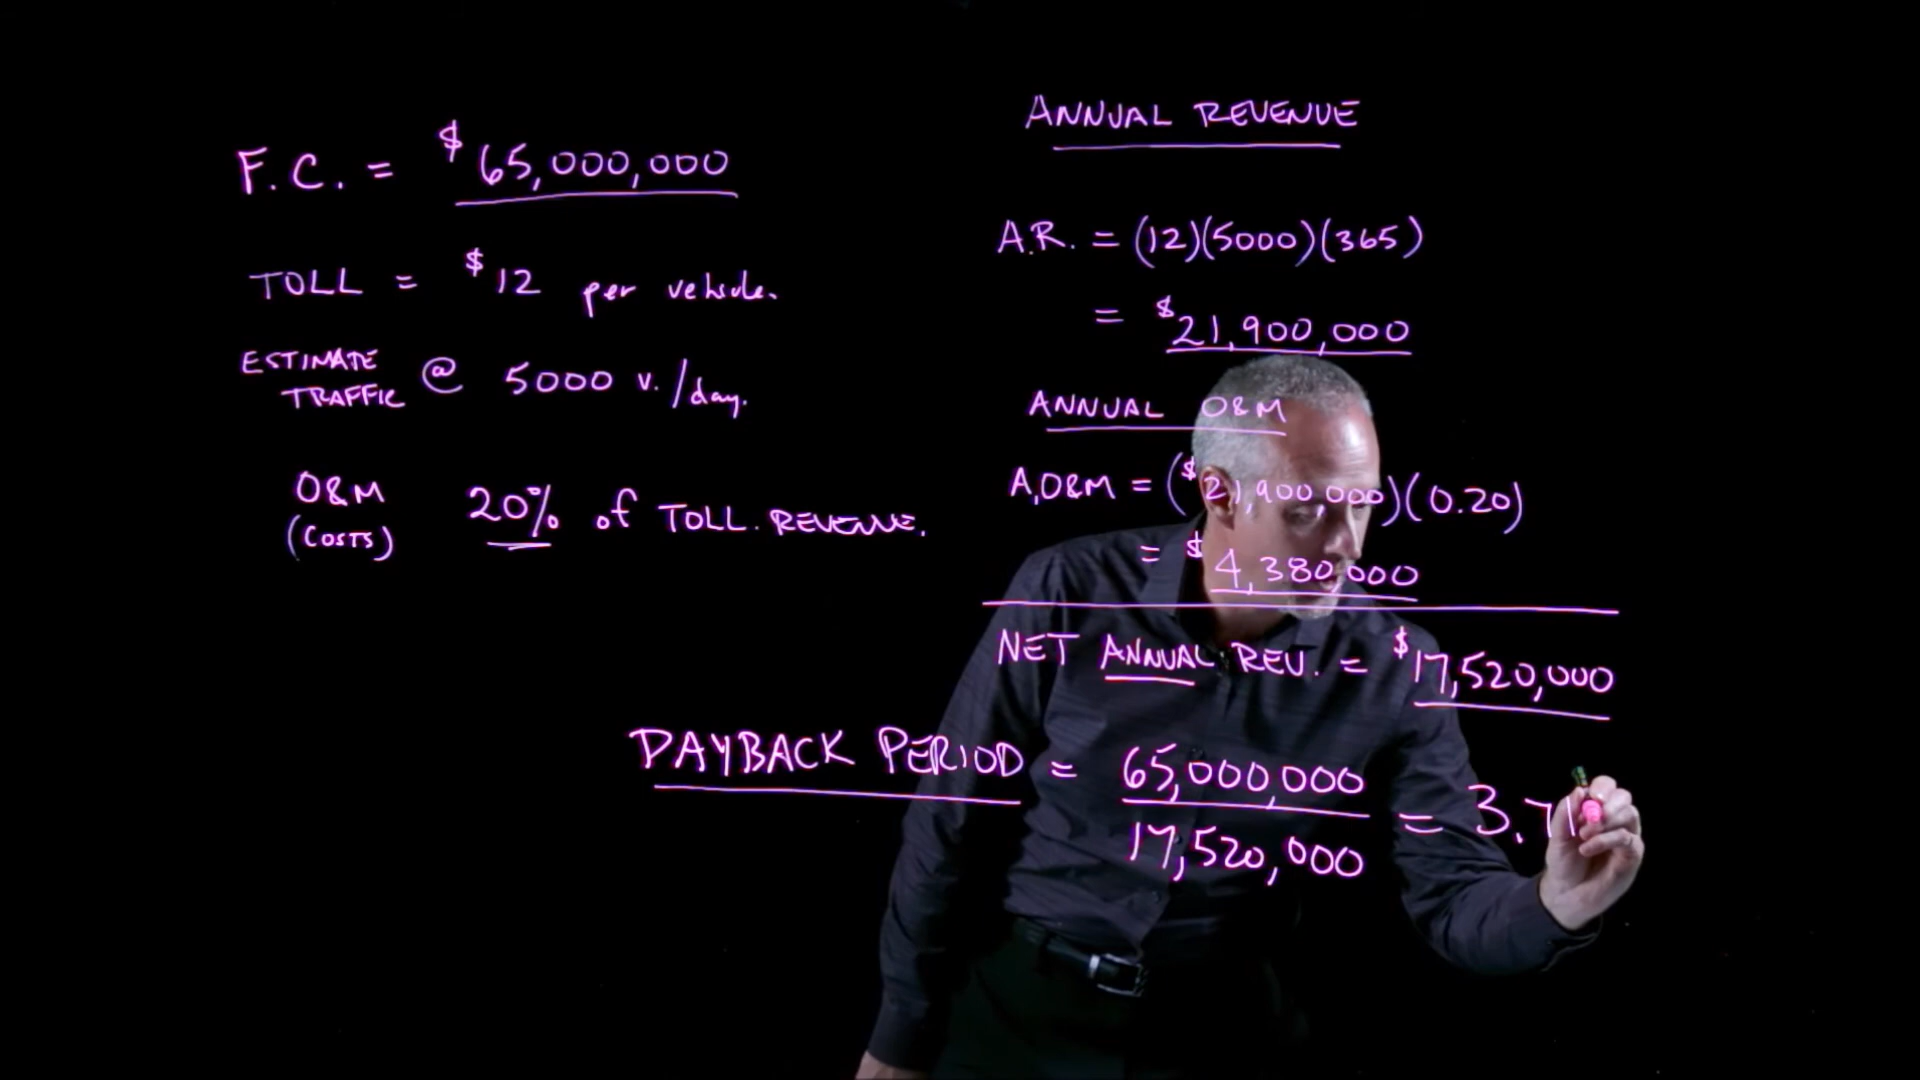 F.C. = $65,000,000
TOLL = $12 per vehicle.
ESTIMATE
TRAFFIC @ 5000 v./day.
O&M
(COSTS) 20% of TOLL. REVENUE.
ANNUAL REVENUE
A.R. = (12)(5000)(365)
= $21,900,000
ANNUAL O&M
A,O&M = ($21,900,000)(0.20)
= $4,380,000
NET ANNUAL REV. = $17,520,000
PAYBACK PERIOD = 65,000,000
17,520,000
= 3.71